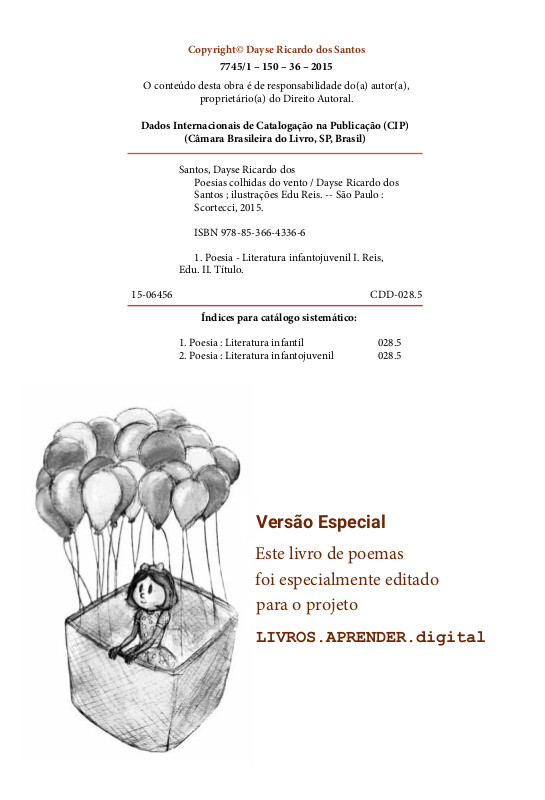 Copyright© Dayse Ricardo dos Santos
7745/1 – 150 – 36 – 2015
O conteúdo desta obra é de responsabilidade do(a) autor(a),
proprietário(a) do Direito Autoral.
Dados Internacionais de Catalogação na Publicação (CIP)
(Câmara Brasileira do Livro, SP, Brasil)
Santos, Dayse Ricardo dos
Poesias colhidas do vento / Dayse Ricardo dos
Santos ; ilustrações Edu Reis. -- São Paulo :
Scortecci, 2015.
ISBN 978-85-366-4336-6
1. Poesia - Literatura infantojuvenil I. Reis,
Edu. II. Título.
15-06456 CDD-028.5
Índices para catálogo sistemático:
1. Poesia : Literatura infantil 028.5
2. Poesia : Literatura infantojuvenil 028.5
Versão Especial
Este livro de poemas
foi especialmente editado
para o projeto
LIVROS.APRENDER.digital